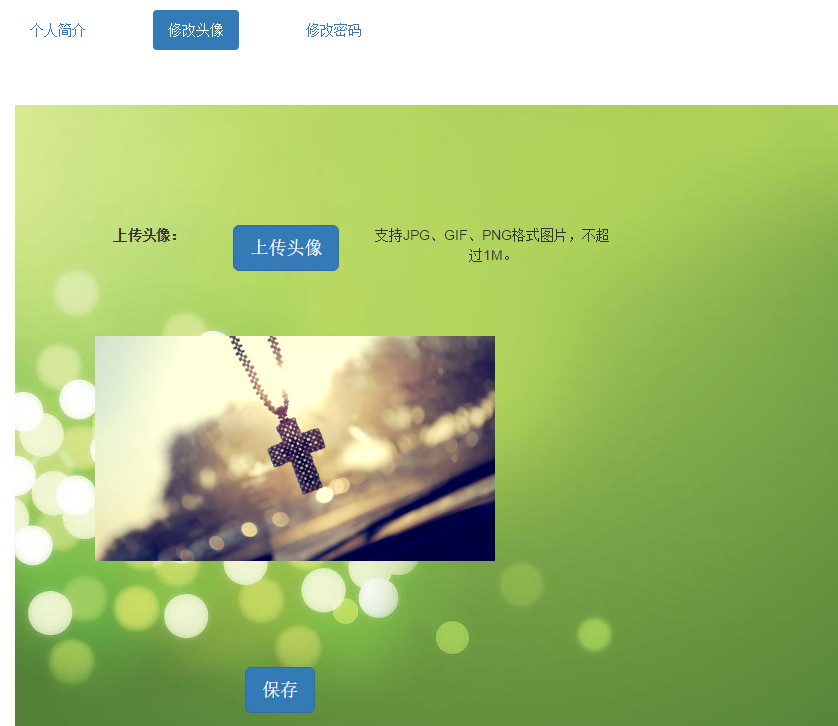 个人简介
修改头像
修改密码
上传头像：
上传头像
支持JPG、GIF、PNG格式图片，不超
过1M。
保存